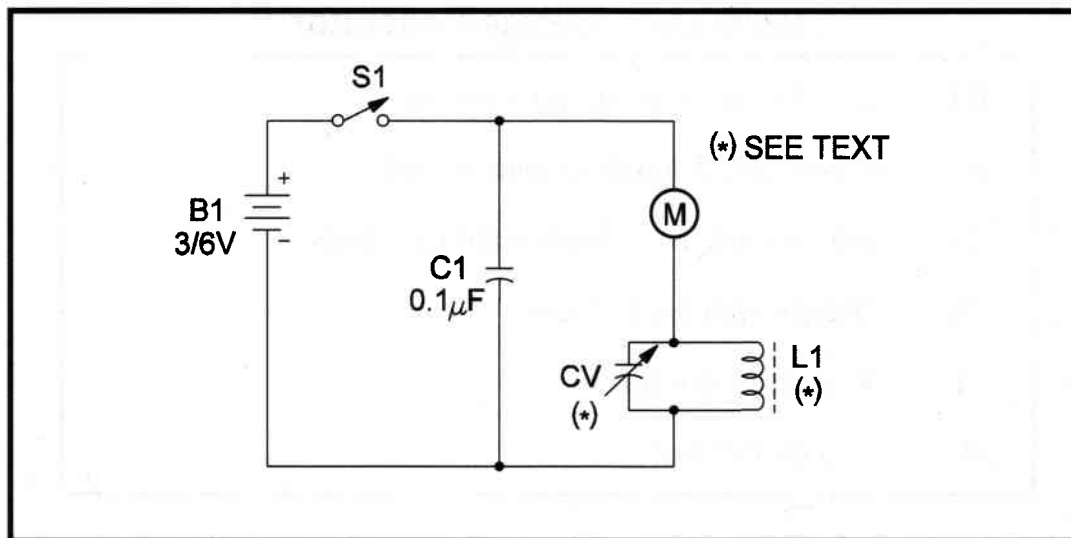 S1
(*) SEE TEXT
+
B1
3/6V
−
M
C1
0.1μF
CV
(*)
L1
(*)